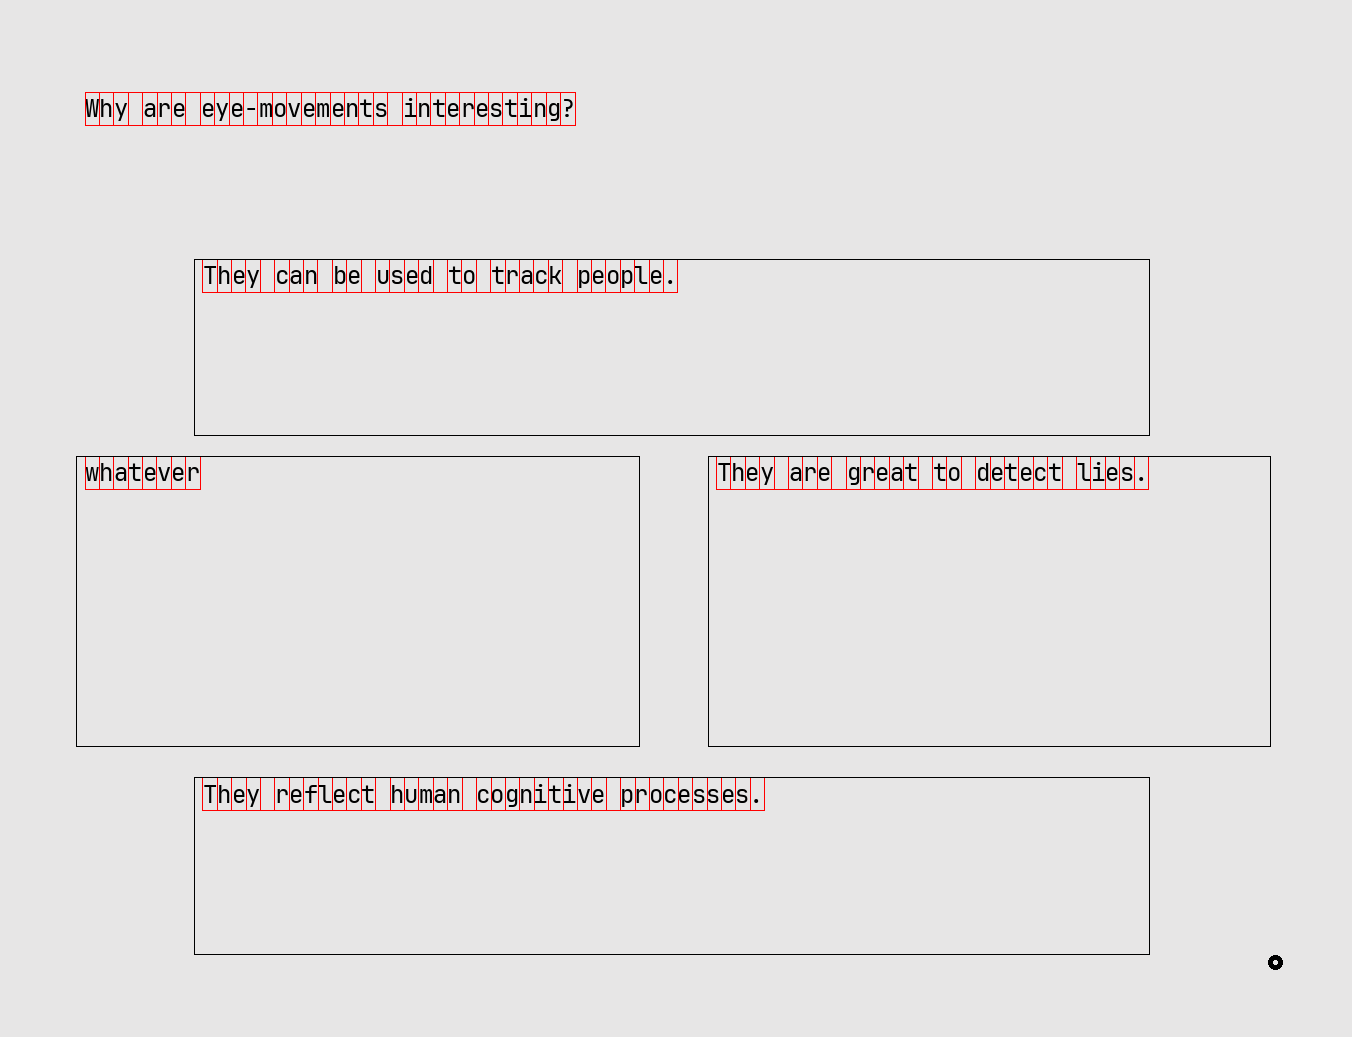 Why are eye-movements interesting?
They can be used to track people.
whatever
They are great to detect lies.
They reflect human cognitive processes.